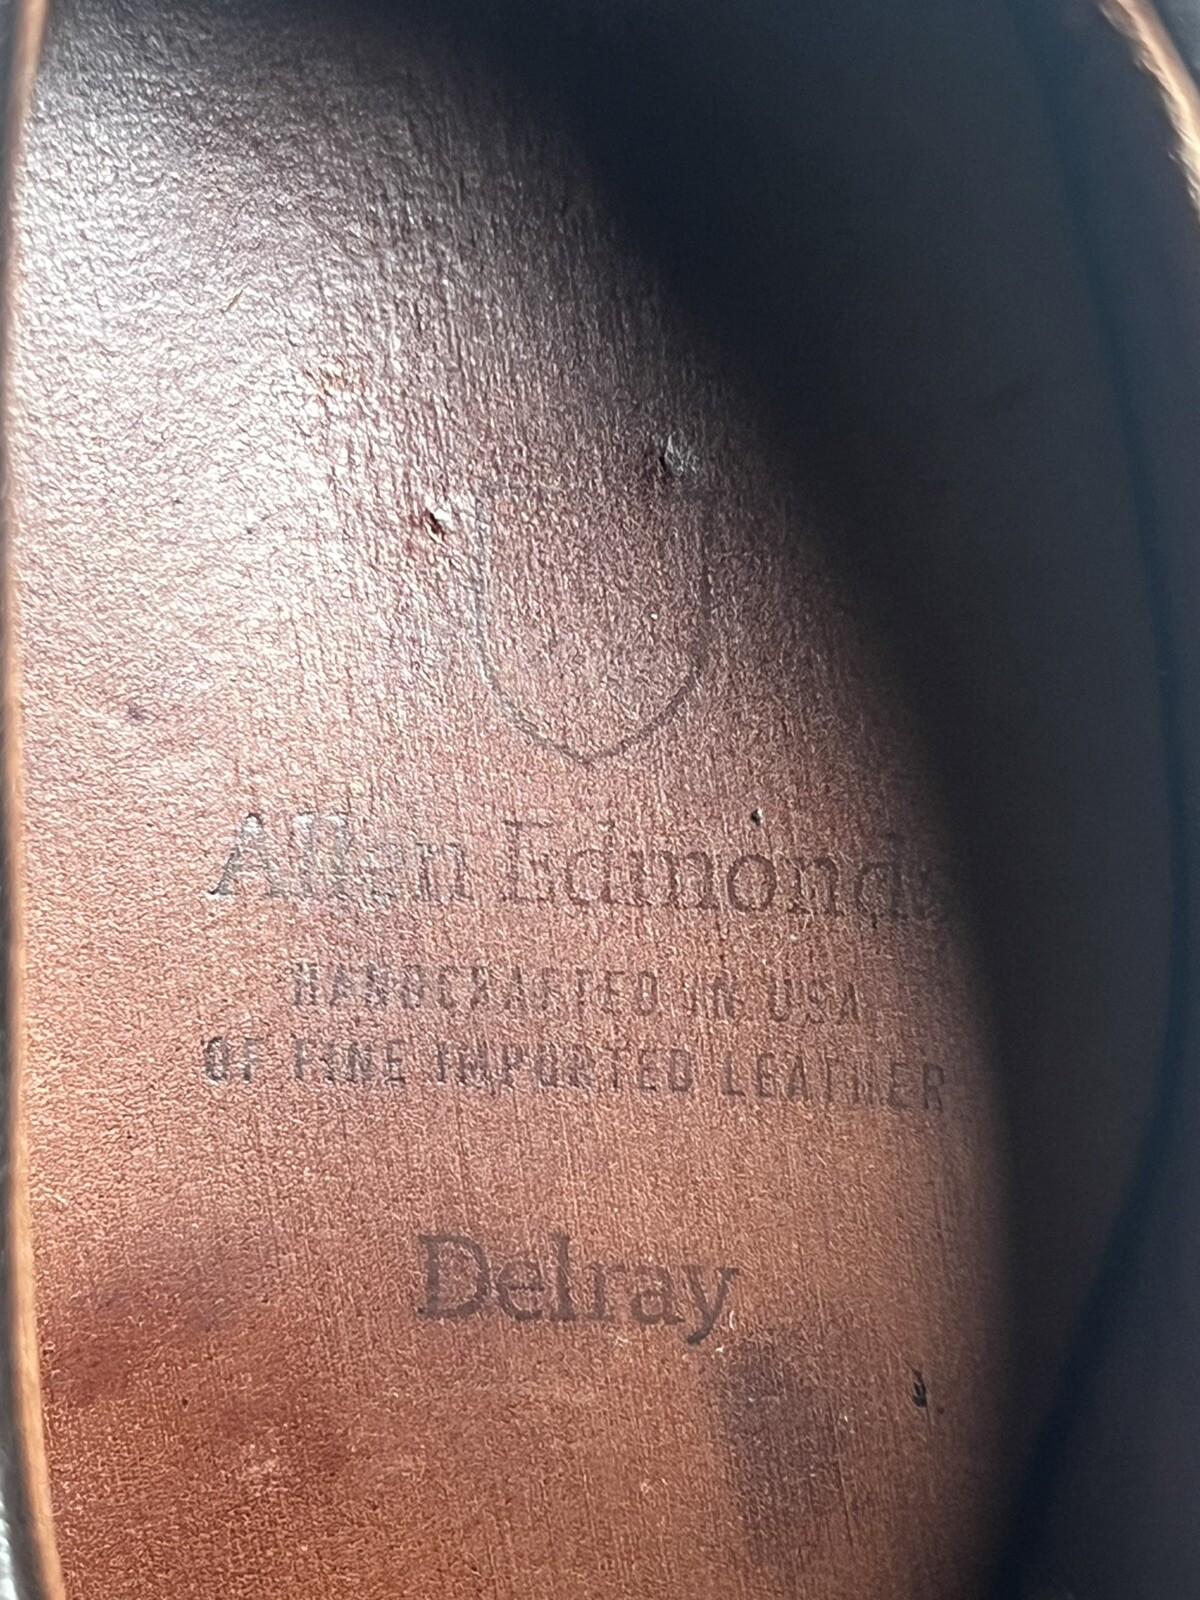 Allen Edmonds
HANDCRAFTED IN USA
OF FINE IMPORTED LEATHER
Delray